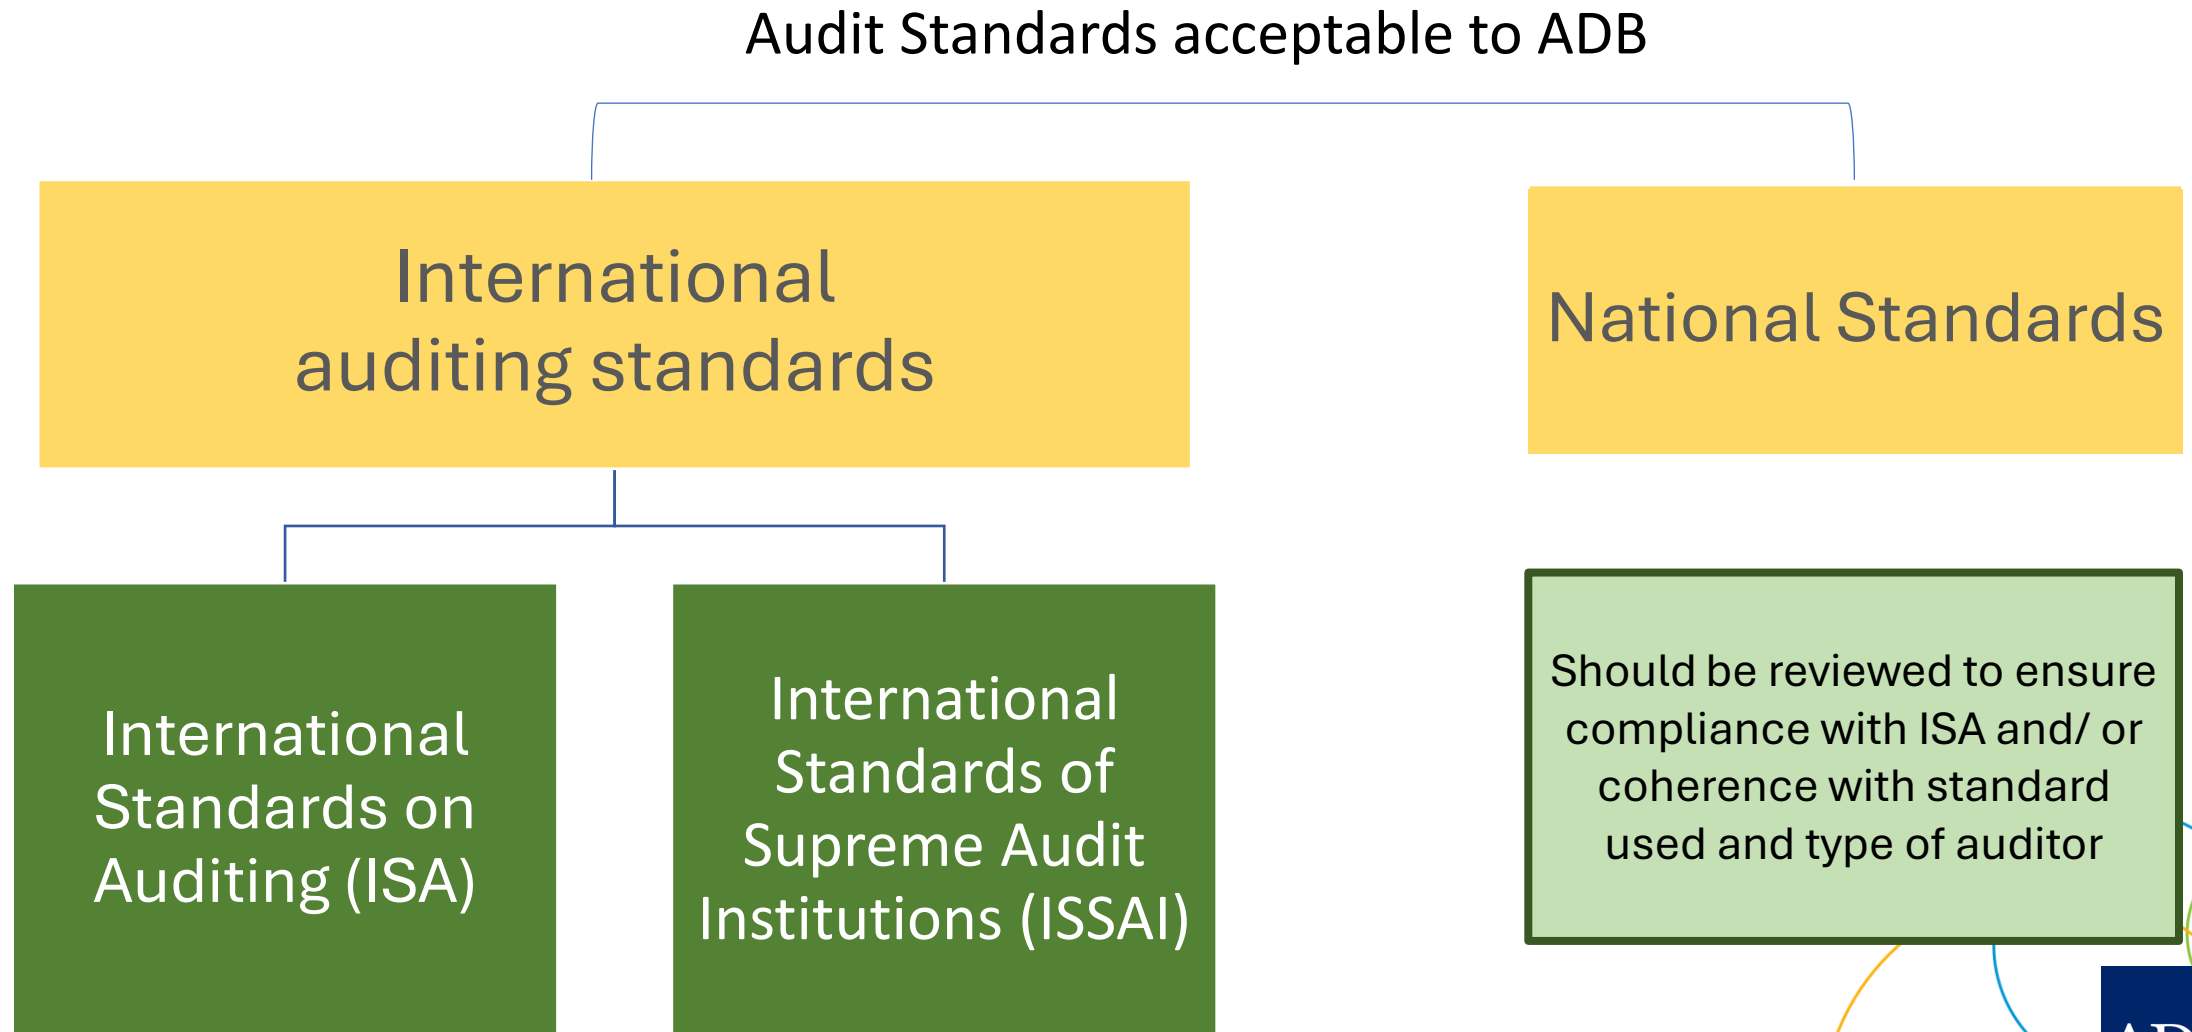 Audit Standards acceptable to ADB
International
auditing standards
National Standards
International
Standards on
Auditing (ISA)
International
Standards of
Supreme Audit
Institutions (ISSAI)
Should be reviewed to ensure
compliance with ISA and/ or
coherence with standard
used and type of auditor